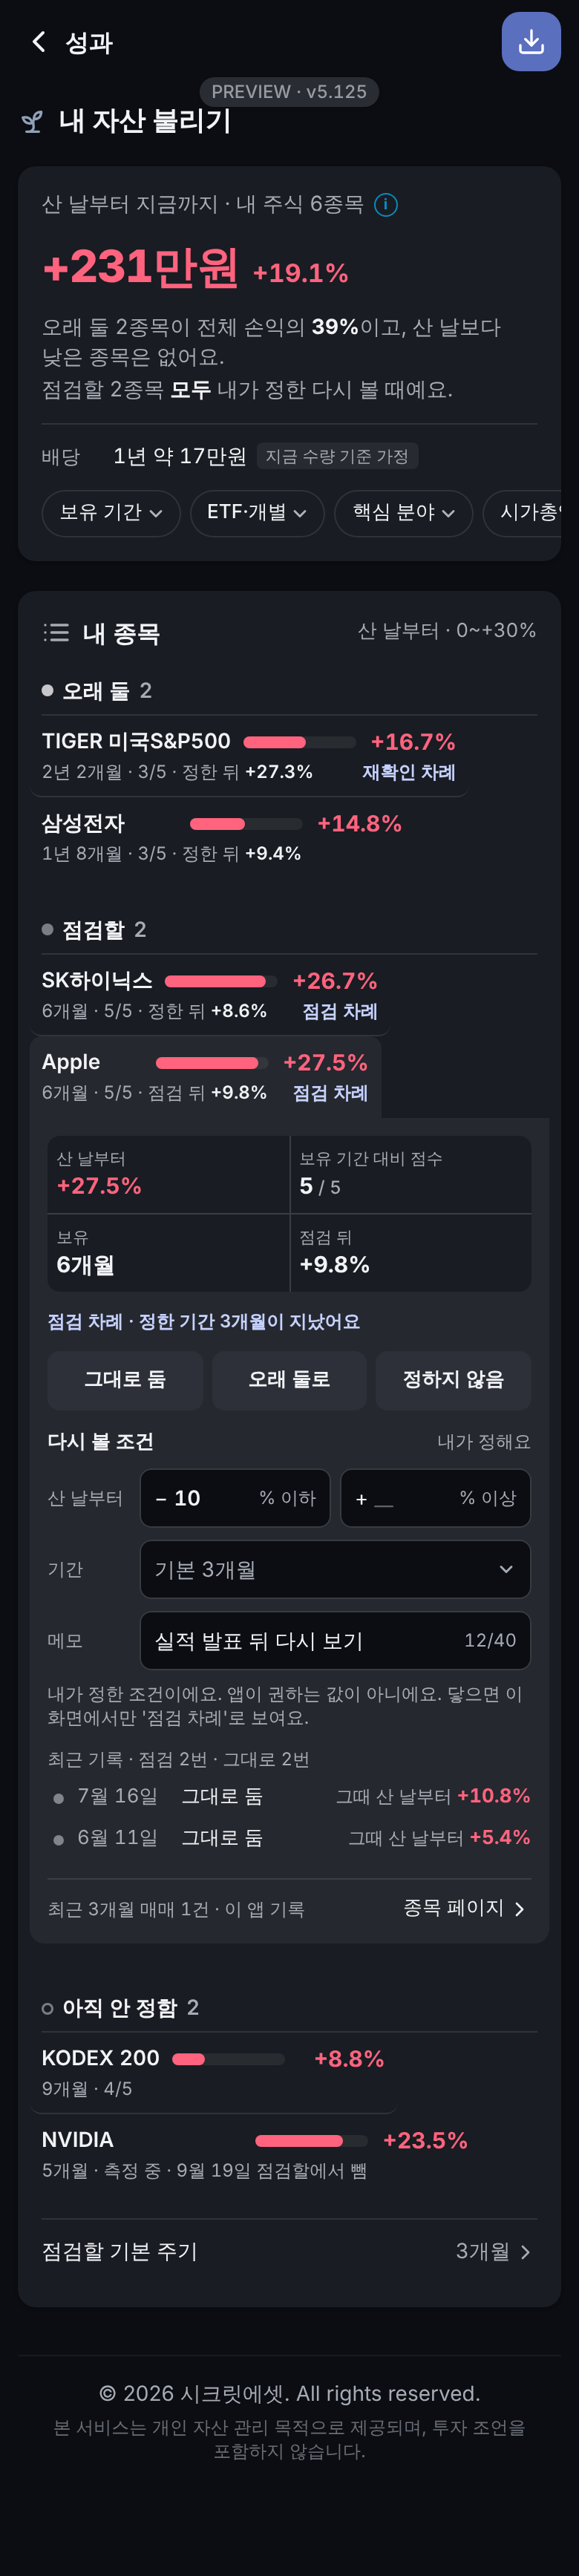 성과
PREVIEW · v5.125
내 자산 불리기
산 날부터 지금까지 · 내 주식 6종목
+231만원 +19.1%
오래 둘 2종목이 전체 손익의 39%이고, 산 날보다
낮은 종목은 없어요.
점검할 2종목 모두 내가 정한 다시 볼 때예요.
배당 1년 약 17만원 지금 수량 기준 가정
보유 기간 ETF·개별 핵심 분야 시가총
내 종목 산 날부터 · 0~+30%
오래 둘 2
TIGER 미국S&P500 +16.7%
2년 2개월 · 3/5 · 정한 뒤 +27.3% 재확인 차례
삼성전자 +14.8%
1년 8개월 · 3/5 · 정한 뒤 +9.4%
점검할 2
SK하이닉스 +26.7%
6개월 · 5/5 · 정한 뒤 +8.6% 점검 차례
Apple +27.5%
6개월 · 5/5 · 점검 뒤 +9.8% 점검 차례
산 날부터 보유 기간 대비 점수
+27.5% 5 / 5
보유 점검 뒤
6개월 +9.8%
점검 차례 · 정한 기간 3개월이 지났어요
그대로 둠 오래 둘로 정하지 않음
다시 볼 조건 내가 정해요
산 날부터 − 10 % 이하 + __ % 이상
기간 기본 3개월
메모 실적 발표 뒤 다시 보기 12/40
내가 정한 조건이에요. 앱이 권하는 값이 아니에요. 닿으면 이
화면에서만 '점검 차례'로 보여요.
최근 기록 · 점검 2번 · 그대로 2번
7월 16일 그대로 둠 그때 산 날부터 +10.8%
6월 11일 그대로 둠 그때 산 날부터 +5.4%
최근 3개월 매매 1건 · 이 앱 기록 종목 페이지
아직 안 정함 2
KODEX 200 +8.8%
9개월 · 4/5
NVIDIA +23.5%
5개월 · 측정 중 · 9월 19일 점검할에서 뺌
점검할 기본 주기 3개월
© 2026 시크릿에셋. All rights reserved.
본 서비스는 개인 자산 관리 목적으로 제공되며, 투자 조언을
포함하지 않습니다.